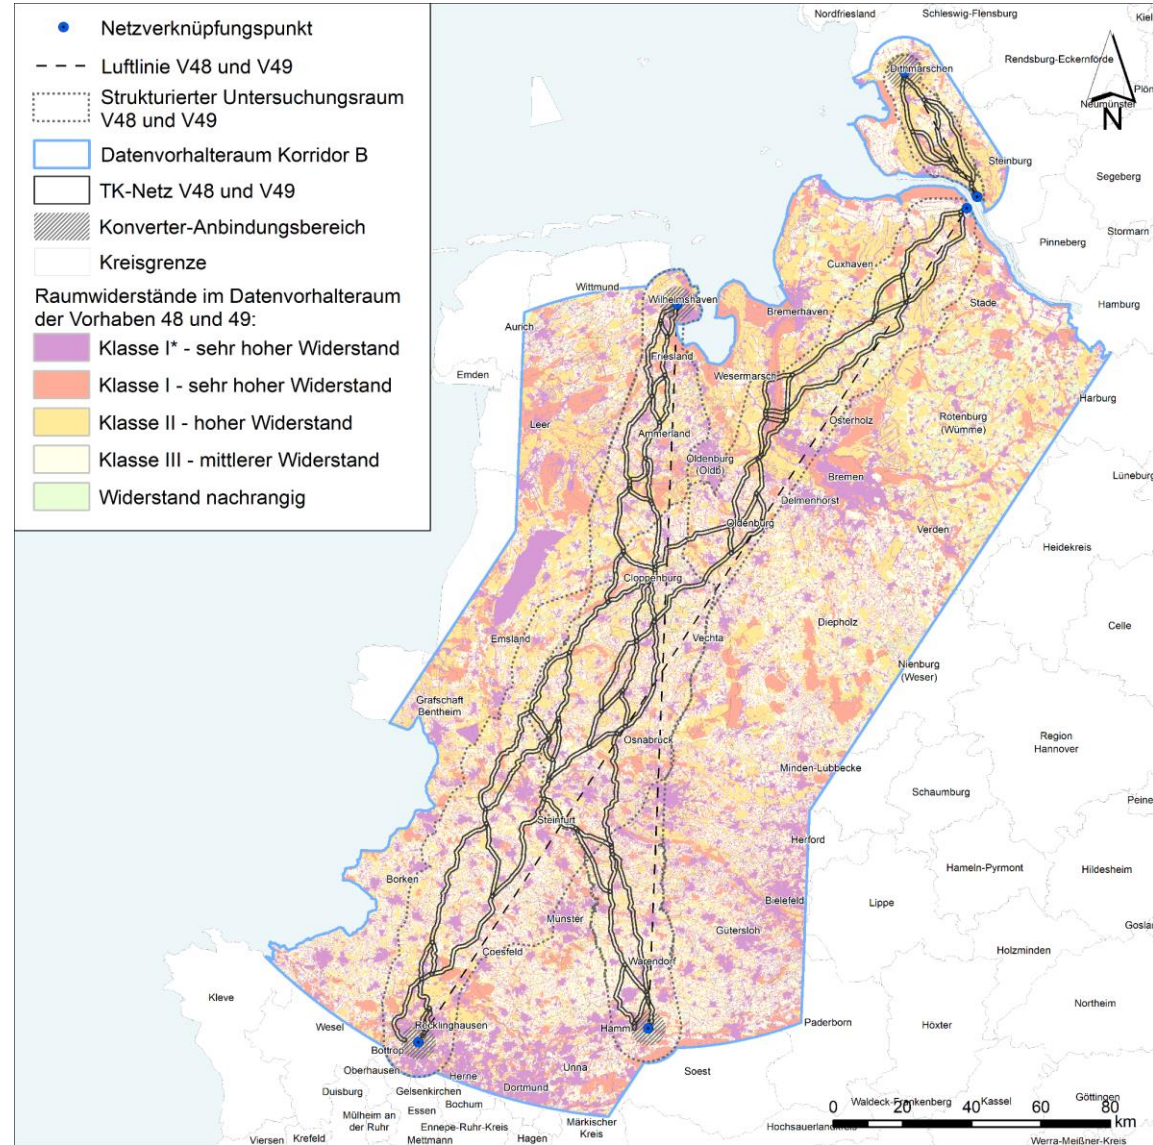 Netzverknüpfungspunkt
Luftlinie V48 und V49
Strukturierter Untersuchungsraum
V48 und V49
Datenvorhalteraum Korridor B
TK-Netz V48 und V49
Konverter-Anbindungsbereich
Kreisgrenze
Raumwiderstände im Datenvorhalteraum
der Vorhaben 48 und 49:
Klasse I* - sehr hoher Widerstand
Klasse I - sehr hoher Widerstand
Klasse II - hoher Widerstand
Klasse III - mittlerer Widerstand
Widerstand nachrangig
Nordfriesland
Schleswig-Flensburg
Kiel
Rendsburg-Eckernförde
Dithmarschen
Plön
Neumünster
N
Steinburg
Segeberg
Stormarn
Pinneberg
Cuxhaven
Wittmund
Wilhelmshaven
Stade
Hamburg
Aurich
Bremerhaven
Friesland
Emden
Wesermarsch
Harburg
Leer
Ammerland
Osterholz
Rotenburg
(Wümme)
Oldenburg
(Oldb)
Bremen
Lüneburg
Delmenhorst
Oldenburg
Verden
Heidekreis
Cloppenburg
Diepholz
Celle
Emsland
Vechta
Nienburg
(Weser)
Grafschaft
Bentheim
Osnabrück
Region
Hannover
Minden-Lübbecke
Schaumburg
Peine
Steinfurt
Herford
Hameln-Pyrmont
Hildesheim
Borken
Bielefeld
Lippe
Münster
Gütersloh
Goslar
Coesfeld
Holzminden
Warendorf
Kleve
Northeim
Wesel
Recklinghausen
Hamm
Paderborn
Höxter
Bottrop
Oberhausen
Herne
Unna
Soest
Duisburg
Gelsenkirchen
Dortmund
Bochum
Essen
Mülheim an
der Ruhr
Ennepe-Ruhr-Kreis
Märkischer
Kreis
Mettmann
Hagen
Viersen
Krefeld
Hochsauerlandkreis
Waldeck-Frankenberg
Kassel
Göttingen
Werra-Meißner-Kreis
0 20 40 60 80
km